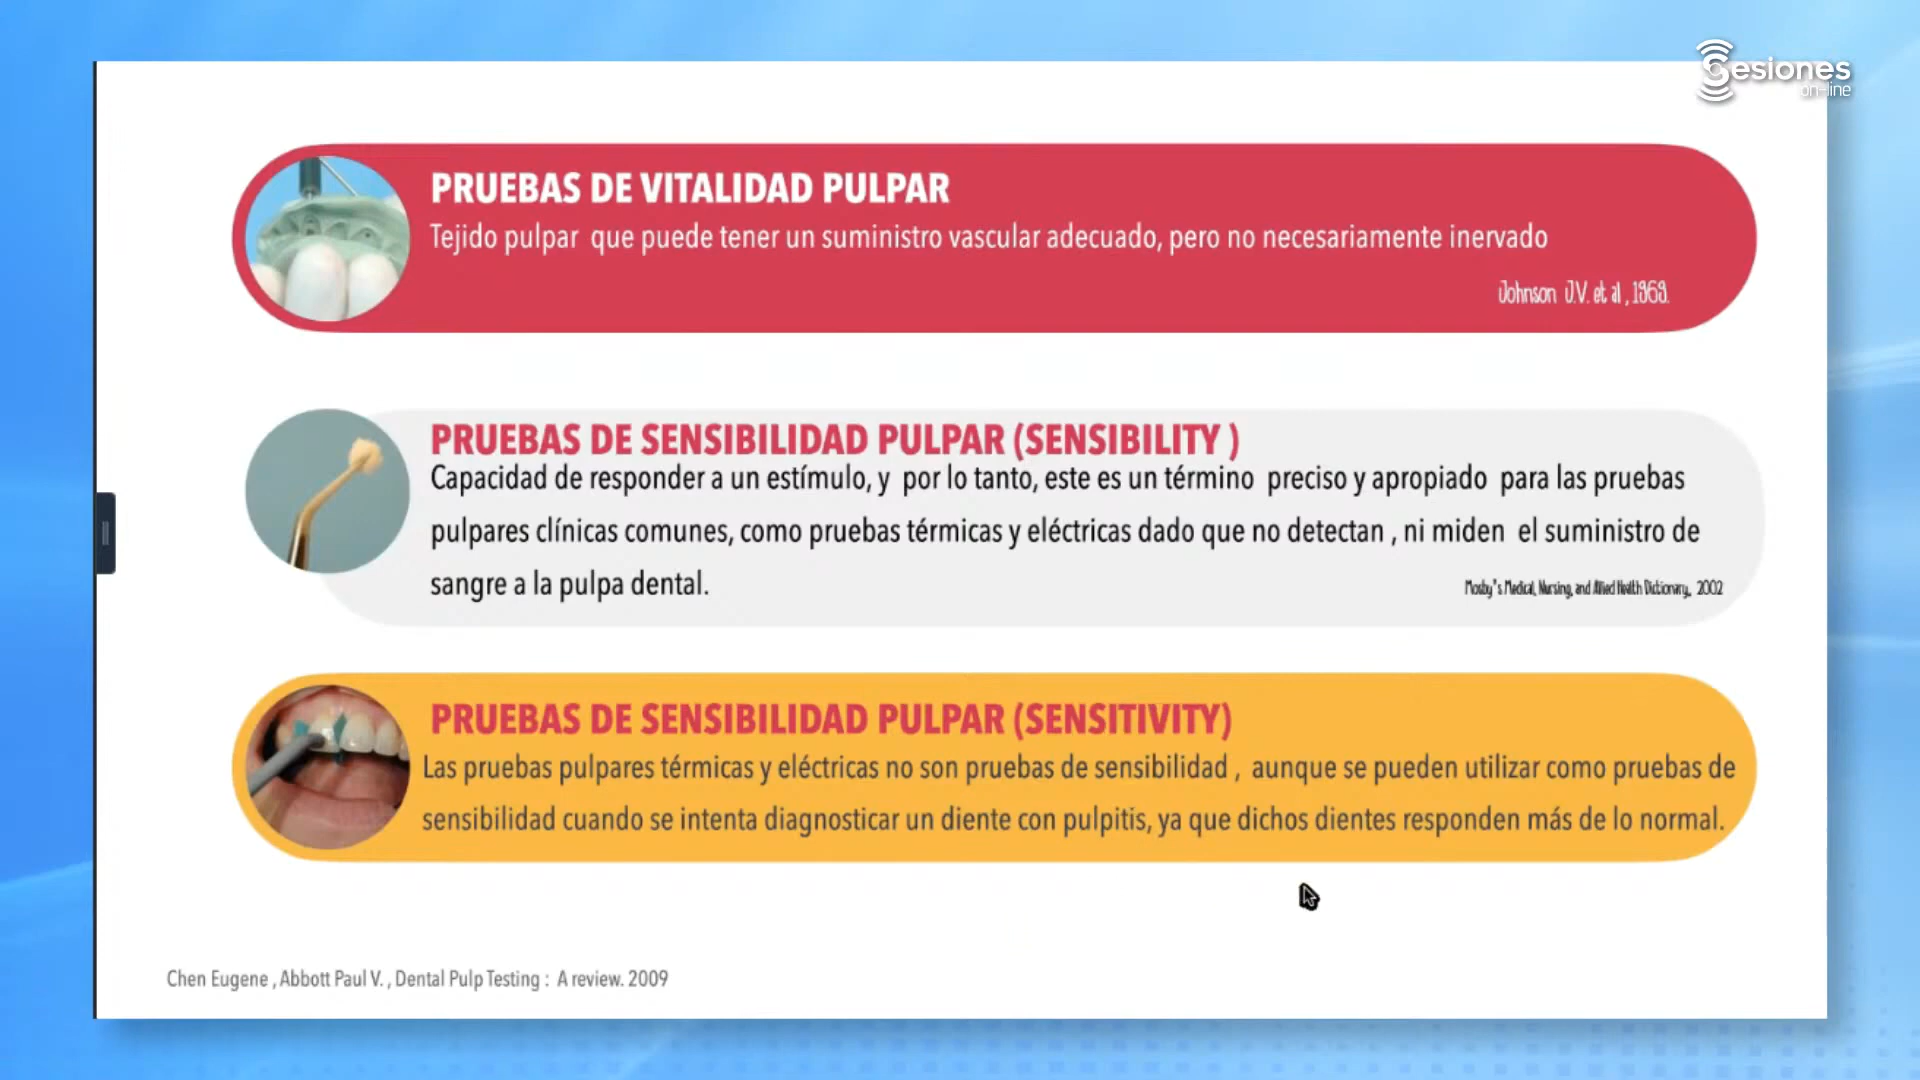 Sesiones
on-line
PRUEBAS DE VITALIDAD PULPAR
Tejido pulpar que puede tener un suministro vascular adecuado, pero no necesariamente inervado
Johnson J.V. et al , 1969.
PRUEBAS DE SENSIBILIDAD PULPAR (SENSIBILITY )
Capacidad de responder a un estímulo, y por lo tanto, este es un término preciso y apropiado para las pruebas
pulpares clínicas comunes, como pruebas térmicas y eléctricas dado que no detectan , ni miden el suministro de
sangre a la pulpa dental.
Mosby's Medical, Nursing, and Allied Health Dictionary,. 2002
PRUEBAS DE SENSIBILIDAD PULPAR (SENSITIVITY)
Las pruebas pulpares térmicas y eléctricas no son pruebas de sensibilidad , aunque se pueden utilizar como pruebas de
sensibilidad cuando se intenta diagnosticar un diente con pulpitis, ya que dichos dientes responden más de lo normal.
Chen Eugene , Abbott Paul V. , Dental Pulp Testing : A review. 2009